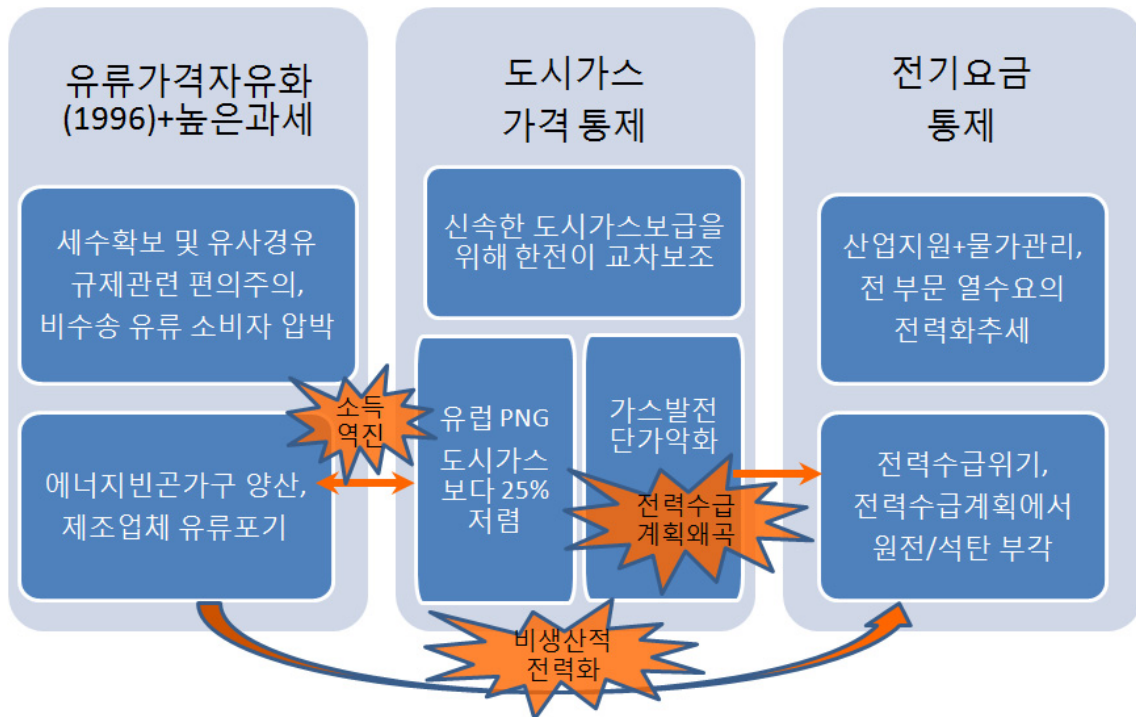 유류가격자유화
(1996)+높은과세
세수확보 및 유사경유
규제관련 편의주의,
비수송 유류 소비자 압박
에너지빈곤가구 양산,
제조업체 유류포기
소득
역진
도시가스
가격 통제
신속한 도시가스보급을
위해 한전이 교차보조
유럽 PNG
도시가스
보다 25%
저렴
가스발전
단가악화
전력수급
계획왜곡
전기요금
통제
산업지원+물가관리,
전 부문 열수요의
전력화추세
전력수급위기,
전력수급계획에서
원전/석탄 부각
비생산적
전력화